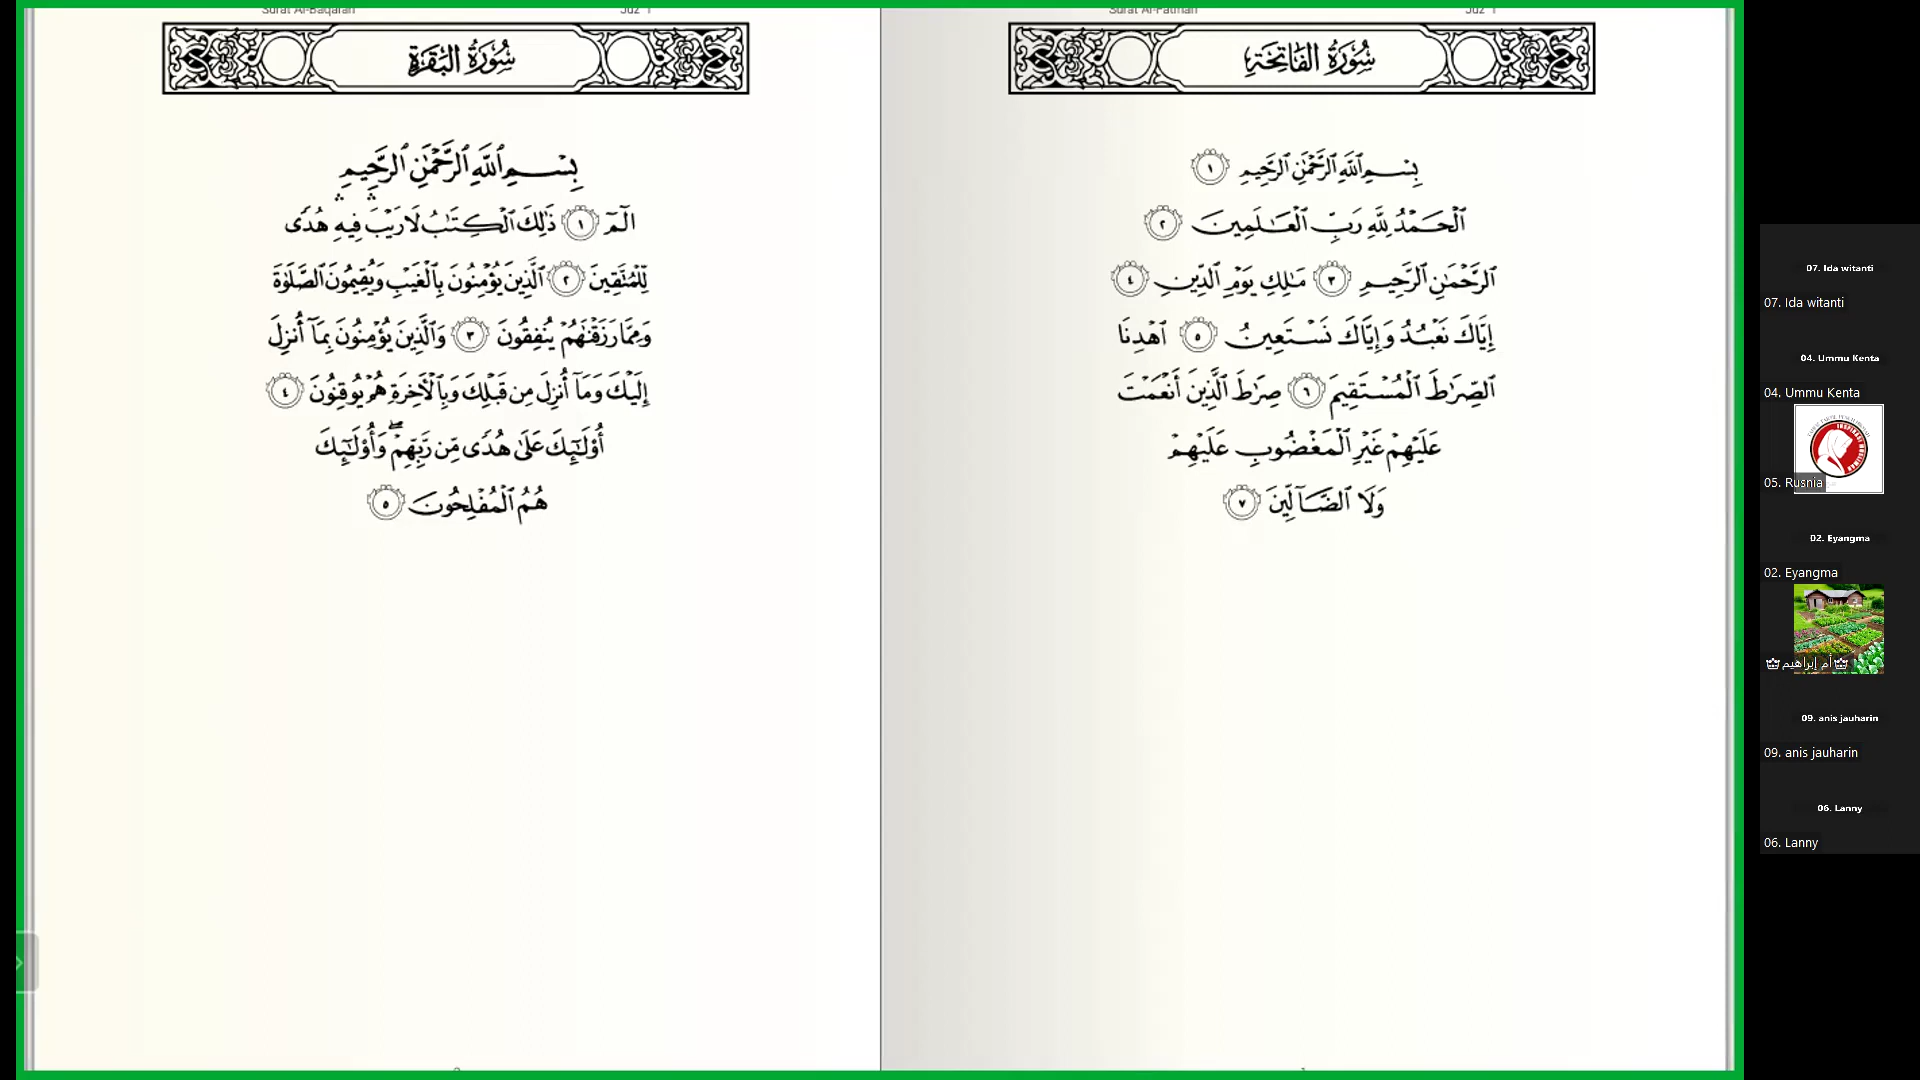 Surat Al-Fatihah
Juz 1
سُورَةُ الفَاتِحَةِ
بِسْمِ ٱللَّهِ ٱلرَّحْمَٰنِ ٱلرَّحِيمِ ١
ٱلْحَمْدُ لِلَّهِ رَبِّ ٱلْعَٰلَمِينَ ٢
ٱلرَّحْمَٰنِ ٱلرَّحِيمِ ٣ مَٰلِكِ يَوْمِ ٱلدِّينِ ٤
إِيَّاكَ نَعْبُدُ وَإِيَّاكَ نَسْتَعِينُ ٥ ٱهْدِنَا
ٱلصِّرَٰطَ ٱلْمُسْتَقِيمَ ٦ صِرَٰطَ ٱلَّذِينَ أَنْعَمْتَ
عَلَيْهِمْ غَيْرِ ٱلْمَغْضُوبِ عَلَيْهِمْ
وَلَا ٱلضَّآلِّينَ ٧
Surat Al-Baqarah
Juz 1
سُورَةُ البَقَرَةِ
بِسْمِ ٱللَّهِ ٱلرَّحْمَٰنِ ٱلرَّحِيمِ
الٓمٓ ١ ذَٰلِكَ ٱلْكِتَٰبُ لَا رَيْبَ ۛ فِيهِ ۛ هُدًى
لِّلْمُتَّقِينَ ٢ ٱلَّذِينَ يُؤْمِنُونَ بِٱلْغَيْبِ وَيُقِيمُونَ ٱلصَّلَوٰةَ
وَمِمَّا رَزَقْنَٰهُمْ يُنفِقُونَ ٣ وَٱلَّذِينَ يُؤْمِنُونَ بِمَآ أُنزِلَ
إِلَيْكَ وَمَآ أُنزِلَ مِن قَبْلِكَ وَبِٱلْأَخِرَةِ هُمْ يُوقِنُونَ ٤
أُو۟لَٰٓئِكَ عَلَىٰ هُدًى مِّن رَّبِّهِمْ ۖ وَأُو۟لَٰٓئِكَ
هُمُ ٱلْمُفْلِحُونَ ٥
07. Ida witanti
07. Ida witanti
04. Ummu Kenta
04. Ummu Kenta
05. Rusnia
02. Eyangma
02. Eyangma
أم إبراهيم
09. anis jauharin
09. anis jauharin
06. Lanny
06. Lanny